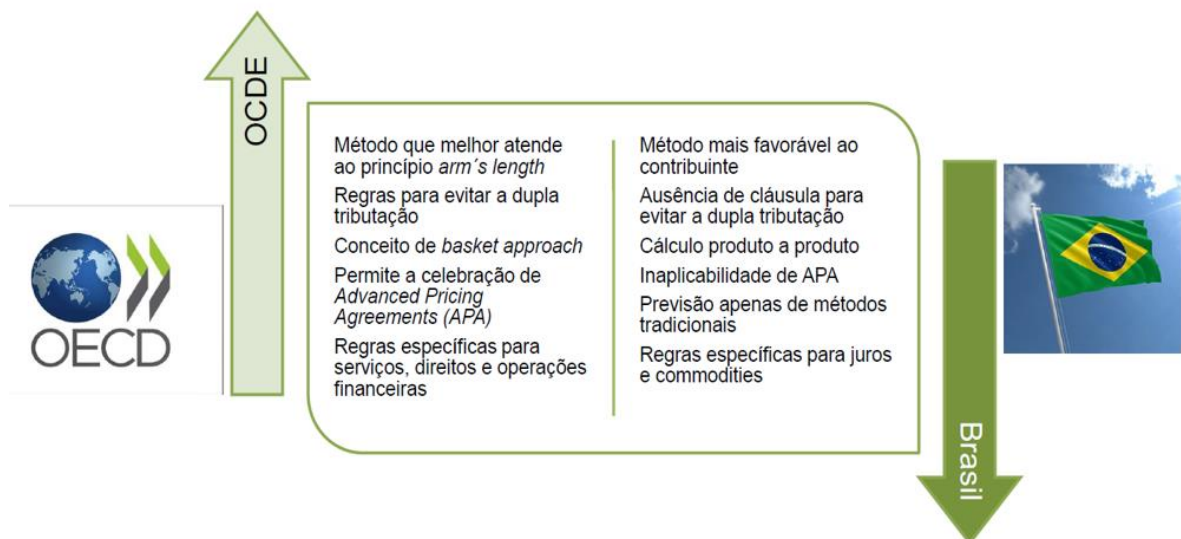 OCDE
OECD
Método que melhor atende
ao princípio arm´s length
Regras para evitar a dupla
tributação
Conceito de basket approach
Permite a celebração de
Advanced Pricing
Agreements (APA)
Regras específicas para
serviços, direitos e operações
financeiras
Método mais favorável ao
contribuinte
Ausência de cláusula para
evitar a dupla tributação
Cálculo produto a produto
Inaplicabilidade de APA
Previsão apenas de métodos
tradicionais
Regras específicas para juros
e commodities
Brasil